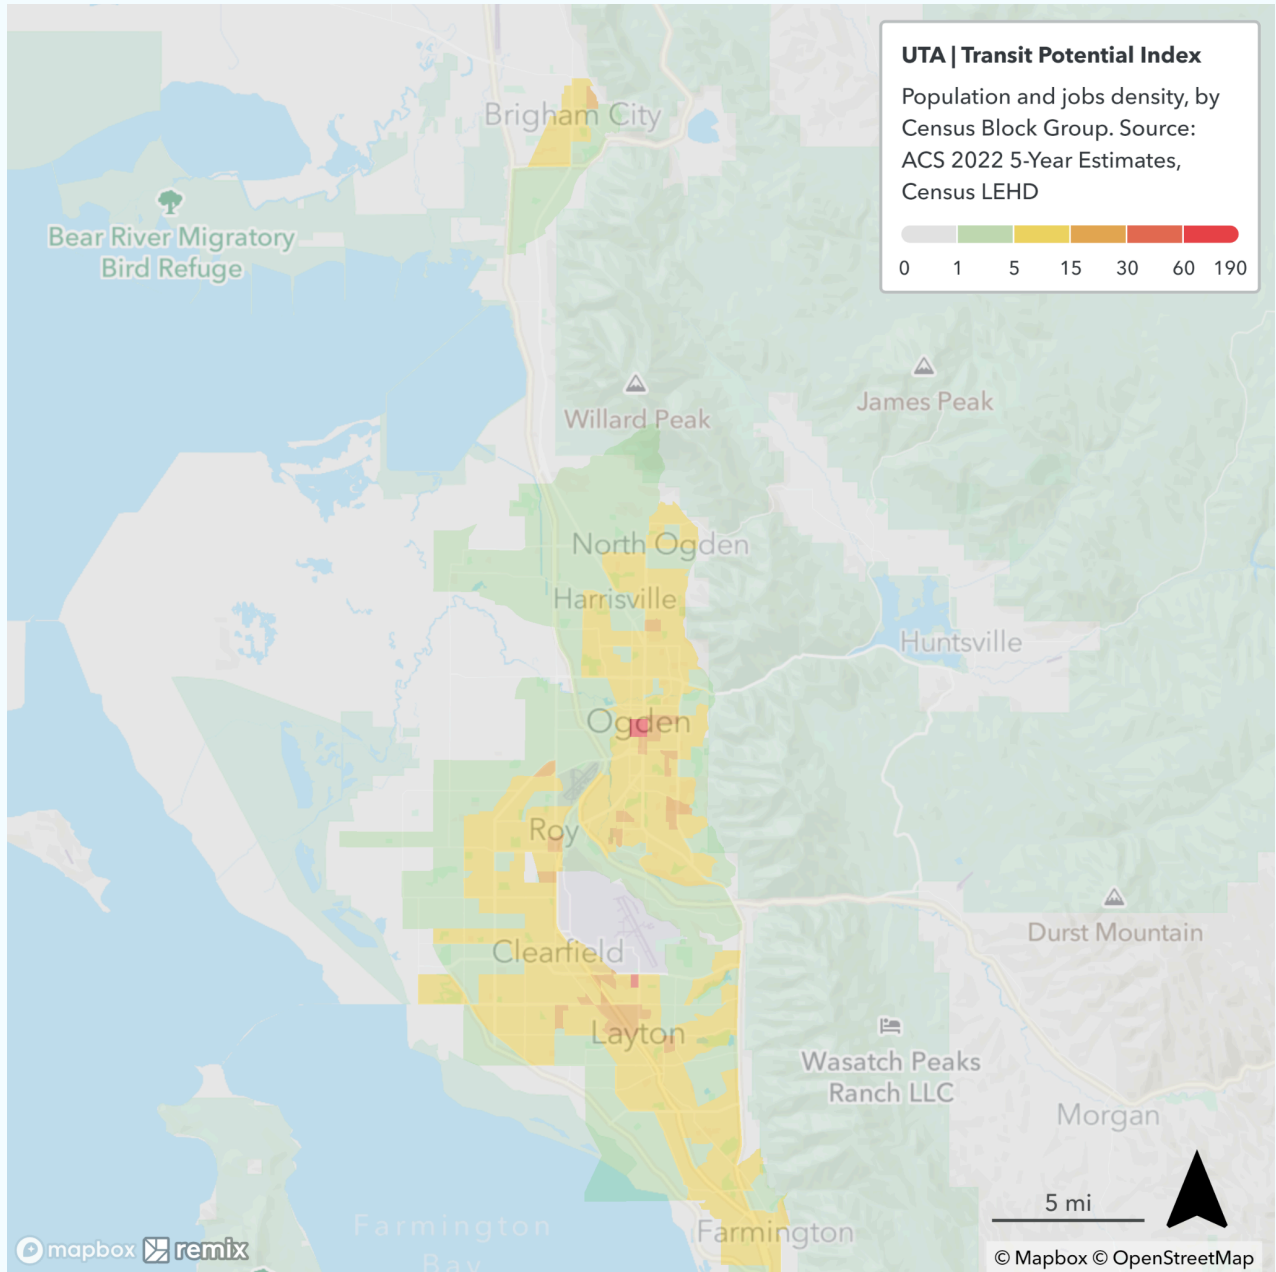 UTA | Transit Potential Index
Population and jobs density, by
Census Block Group. Source:
ACS 2022 5-Year Estimates,
Census LEHD
0 1 5 15 30 60 190
Brigham City
Bear River Migratory
Bird Refuge
Willard Peak
James Peak
North Ogden
Harrisville
Huntsville
Ogden
Roy
Durst Mountain
Clearfield
Layton
Wasatch Peaks
Ranch LLC
Morgan
5 mi
Farmington
Bay
Farmington
mapbox remix
© Mapbox © OpenStreetMap